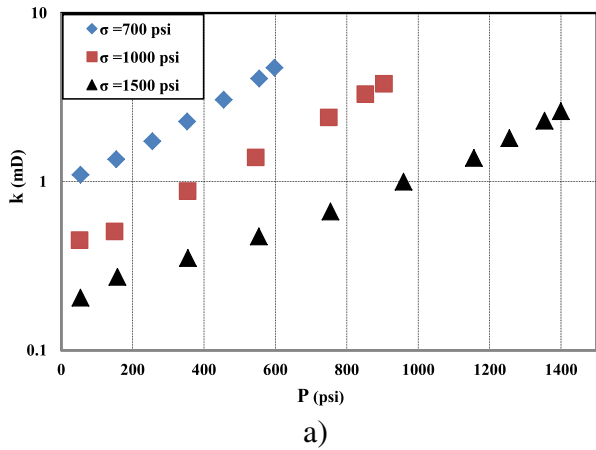 10
σ =700 psi
σ =1000 psi
σ =1500 psi
k (mD)
1
0.1
0 200 400 600 800 1000 1200 1400
P (psi)
a)